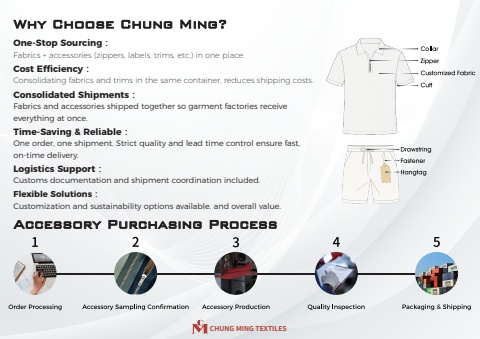 Why Choose Chung Ming?
One-Stop Sourcing :
Fabrics + accessories (zippers, labels, trims, etc.) in one place.
Cost Efficiency :
Consolidating fabrics and trims in the same container, reduces shipping costs.
Consolidated Shipments :
Fabrics and accessories shipped together so garment factories receive
everything at once.
Time-Saving & Reliable :
One order, one shipment. Strict quality and lead time control ensure fast,
on-time delivery.
Logistics Support :
Customs documentation and shipment coordination included.
Flexible Solutions :
Customization and sustainability options available, and overall value.
Collar
Zipper
Customized Fabric
Cuff
Drawstring
Fastener
Hangtag
Accessory Purchasing Process
1
2
3
4
5
Order Processing
Accessory Sampling Confirmation
Accessory Production
Quality Inspection
Packaging & Shipping
CHUNG MING TEXTILES